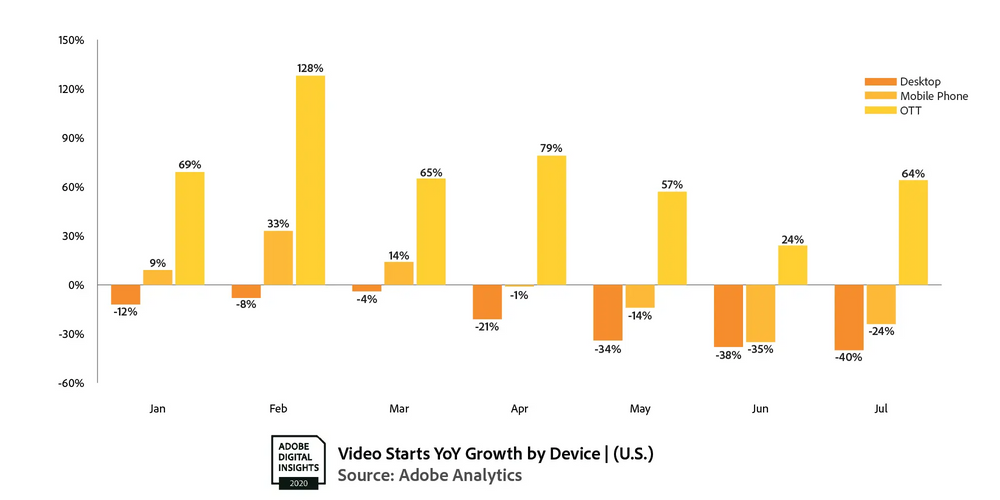 150%
120%
90%
60%
30%
0%
-30%
-60%
Desktop
Mobile Phone
OTT
-12%
9%
69%
-8%
33%
128%
-4%
14%
65%
-21%
-1%
79%
-34%
-14%
57%
-38%
-35%
24%
-40%
-24%
64%
Jan
Feb
Mar
Apr
May
Jun
Jul
ADOBE
DIGITAL
INSIGHTS
2020
Video Starts YoY Growth by Device | (U.S.)
Source: Adobe Analytics